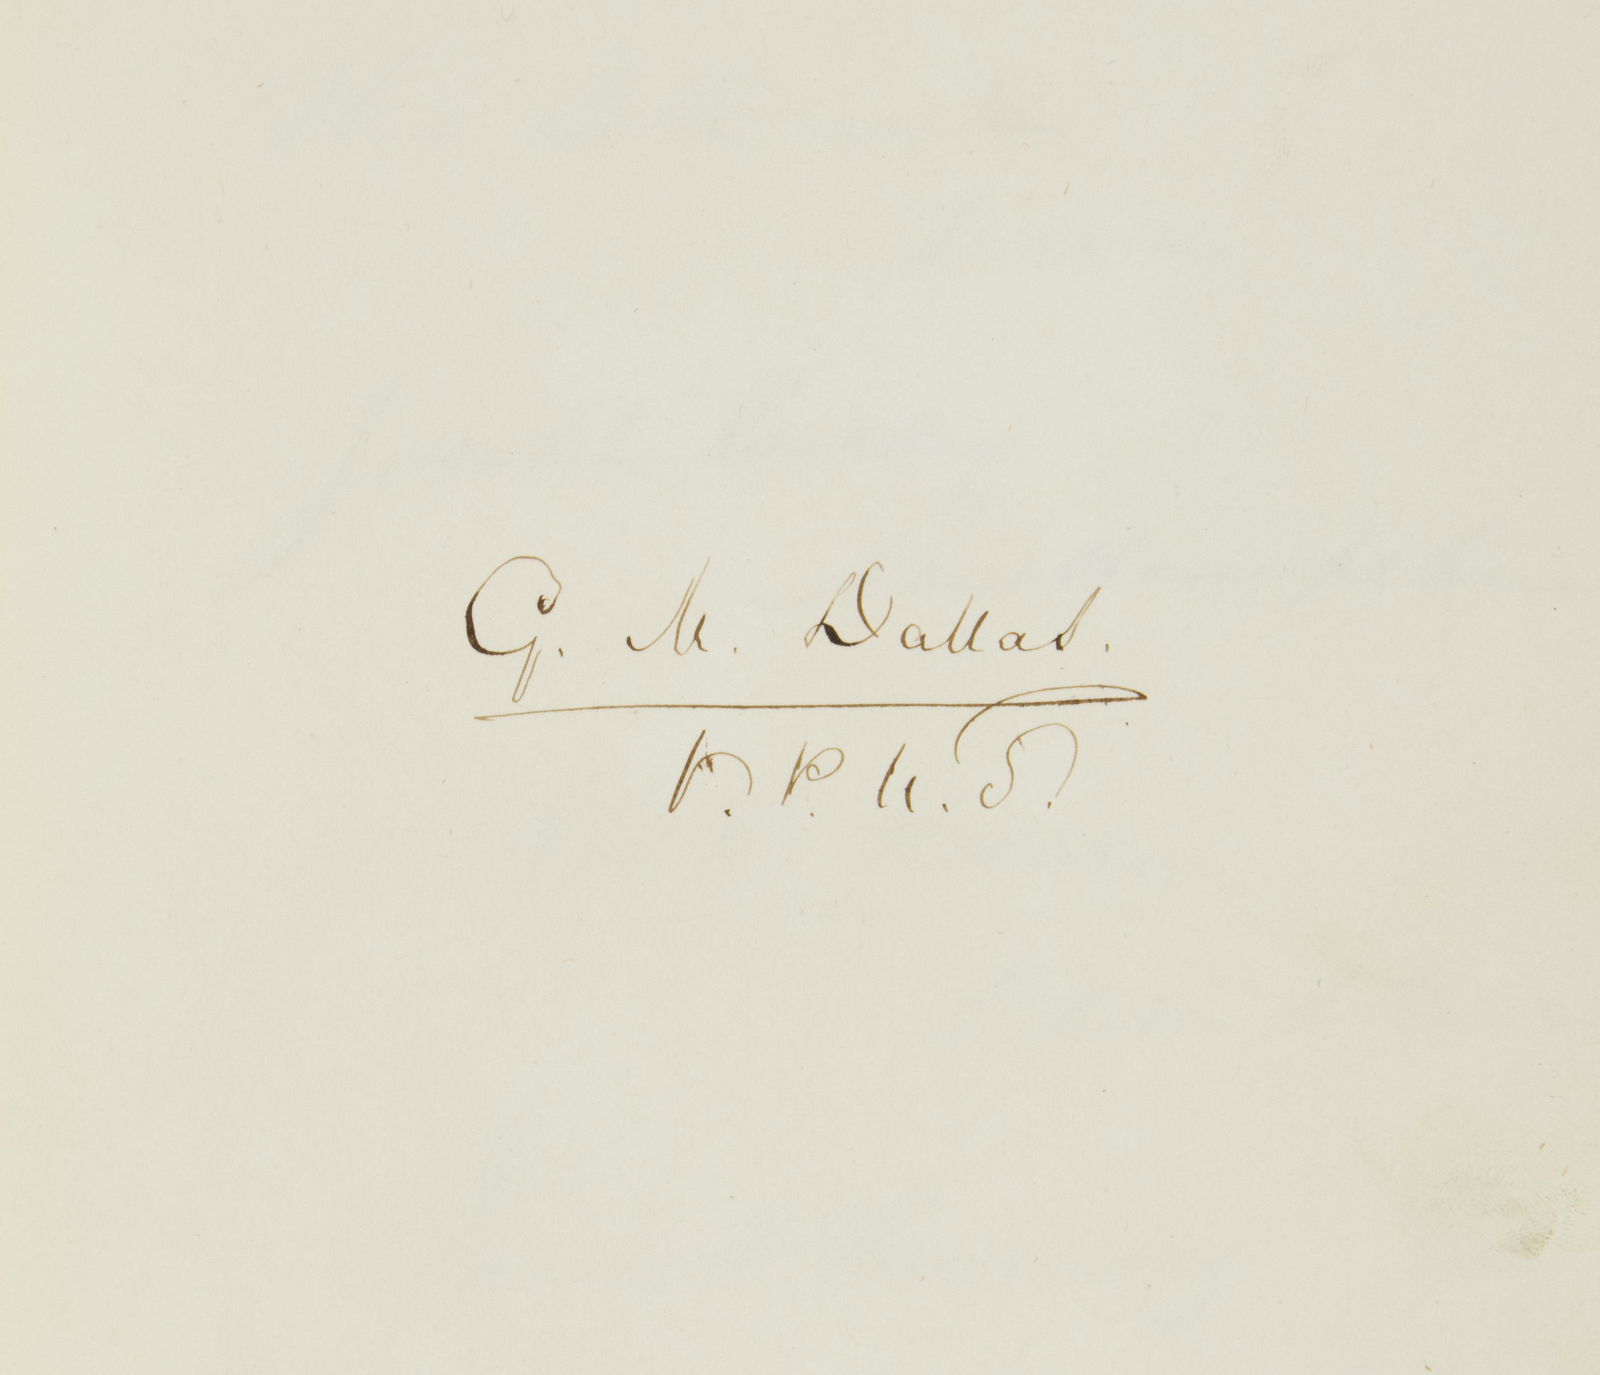 G. M. Dallas.
V. P. U. S.